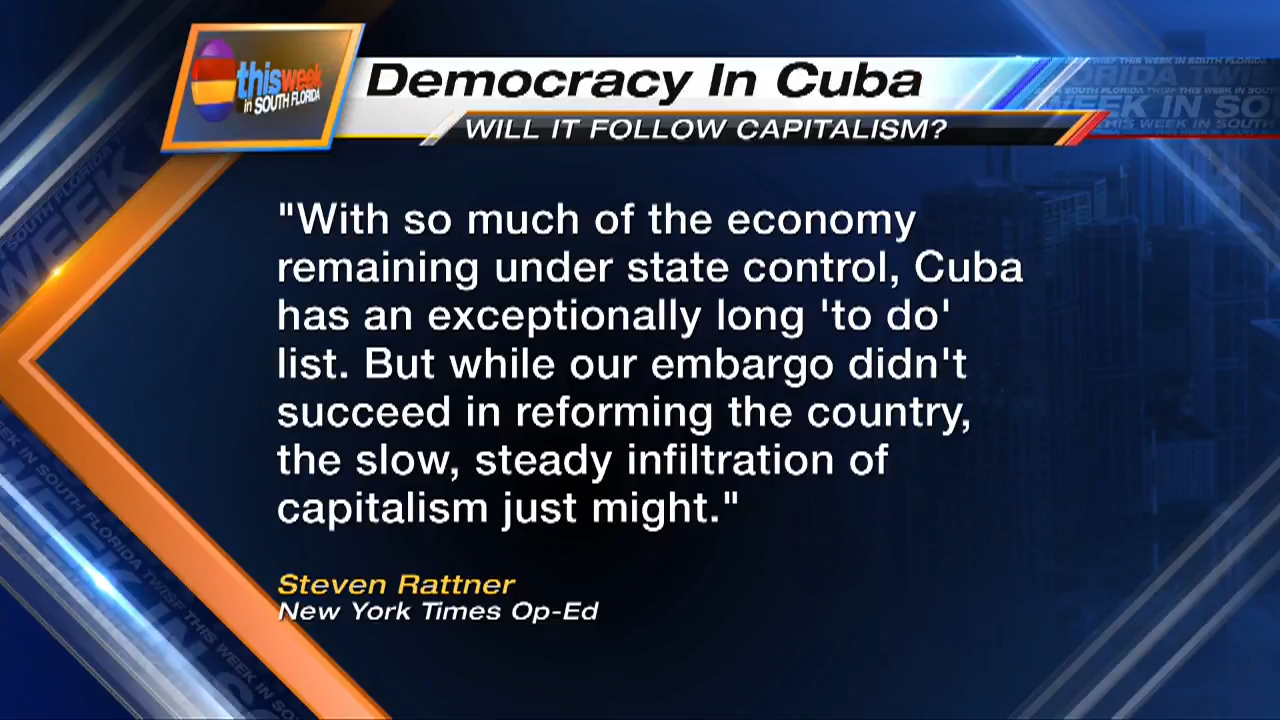 this week
in SOUTH FLORIDA
Democracy In Cuba
WILL IT FOLLOW CAPITALISM?
"With so much of the economy
remaining under state control, Cuba
has an exceptionally long 'to do'
list. But while our embargo didn't
succeed in reforming the country,
the slow, steady infiltration of
capitalism just might."
Steven Rattner
New York Times Op-Ed